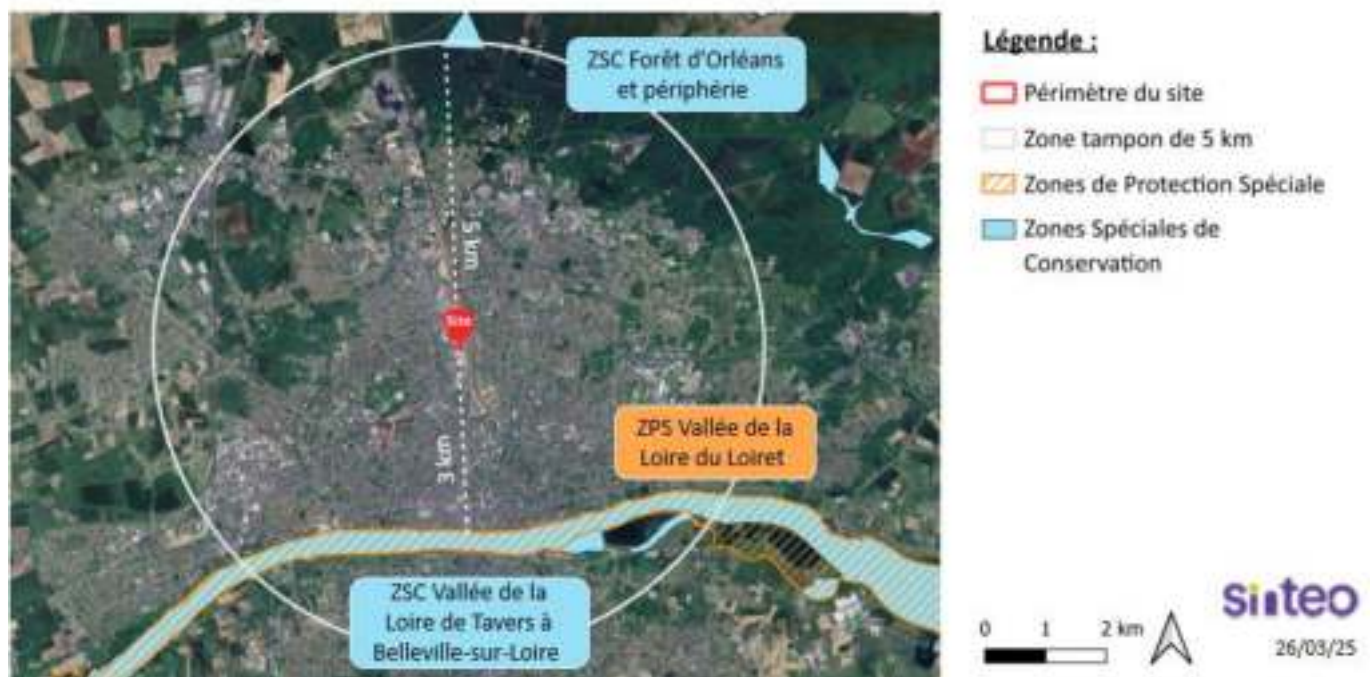 ZSC Forêt d'Orléans
et périphérie
5 km
Site
3 km
ZPS Vallée de la
Loire du Loiret
ZSC Vallée de la
Loire de Tavers à
Belleville-sur-Loire
Légende :
Périmètre du site
Zone tampon de 5 km
Zones de Protection Spéciale
Zones Spéciales de
Conservation
0 1 2 km
sinteo
26/03/25